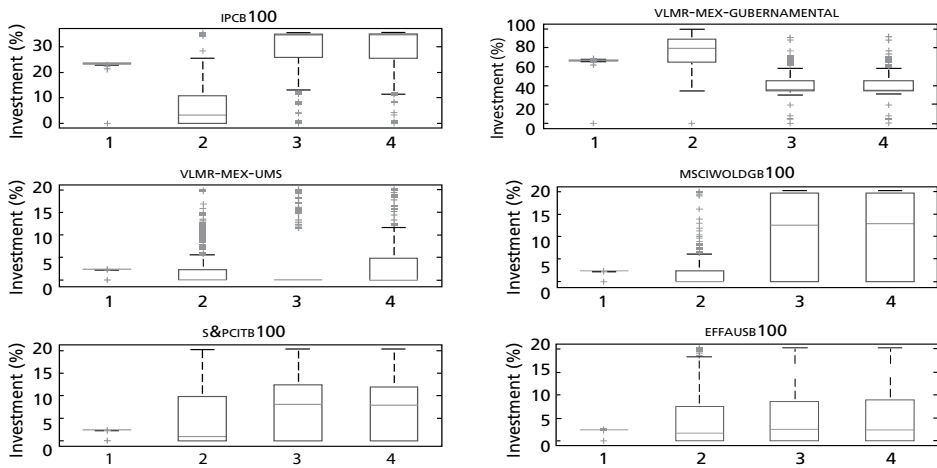 IPCB100
Investment (%)
30
20
10
0
1 2 3 4
VLMR-MEX-GUBERNAMENTAL
Investment (%)
100
80
60
40
20
0
1 2 3 4
VLMR-MEX-UMS
Investment (%)
20
15
10
5
0
1 2 3 4
MSCIWOLDGB100
Investment (%)
20
15
10
5
0
1 2 3 4
S&PCITB100
Investment (%)
20
15
10
5
0
1 2 3 4
EFFAUSB100
Investment (%)
20
15
10
5
0
1 2 3 4